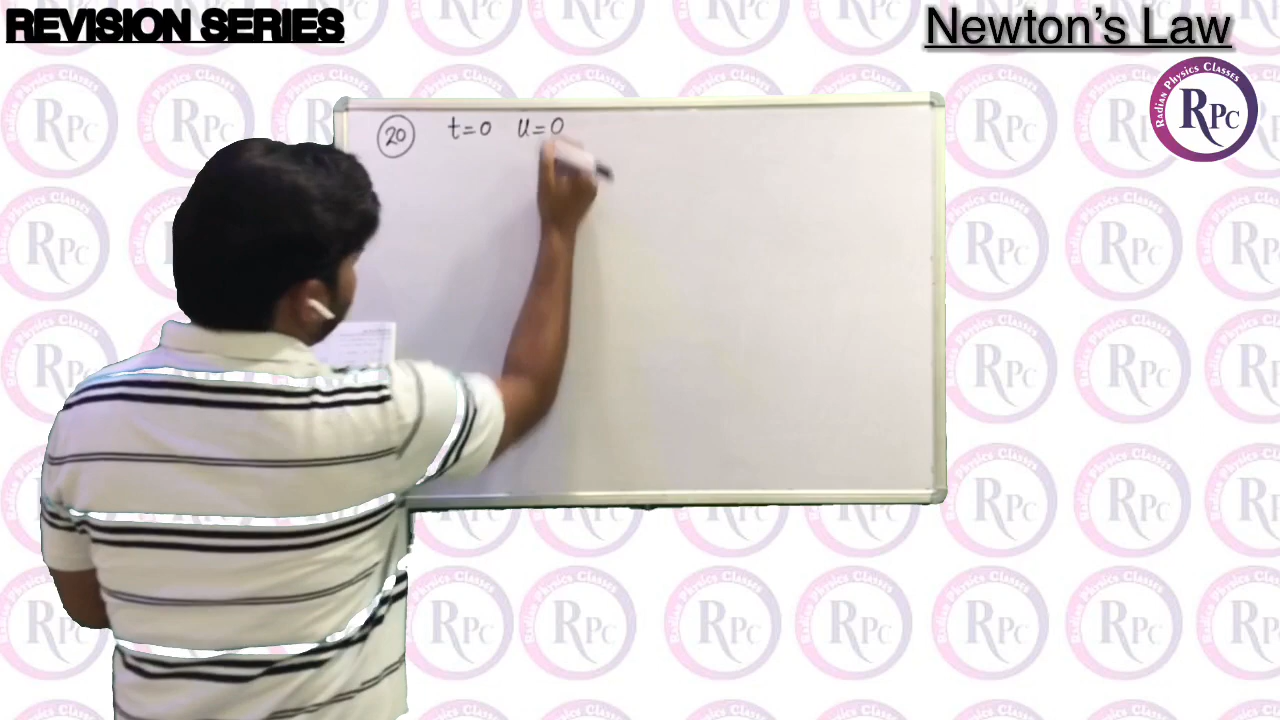 REVISION SERIES
Newton's Law
Radian Physics Classes
RPC
20 t=0 u=0